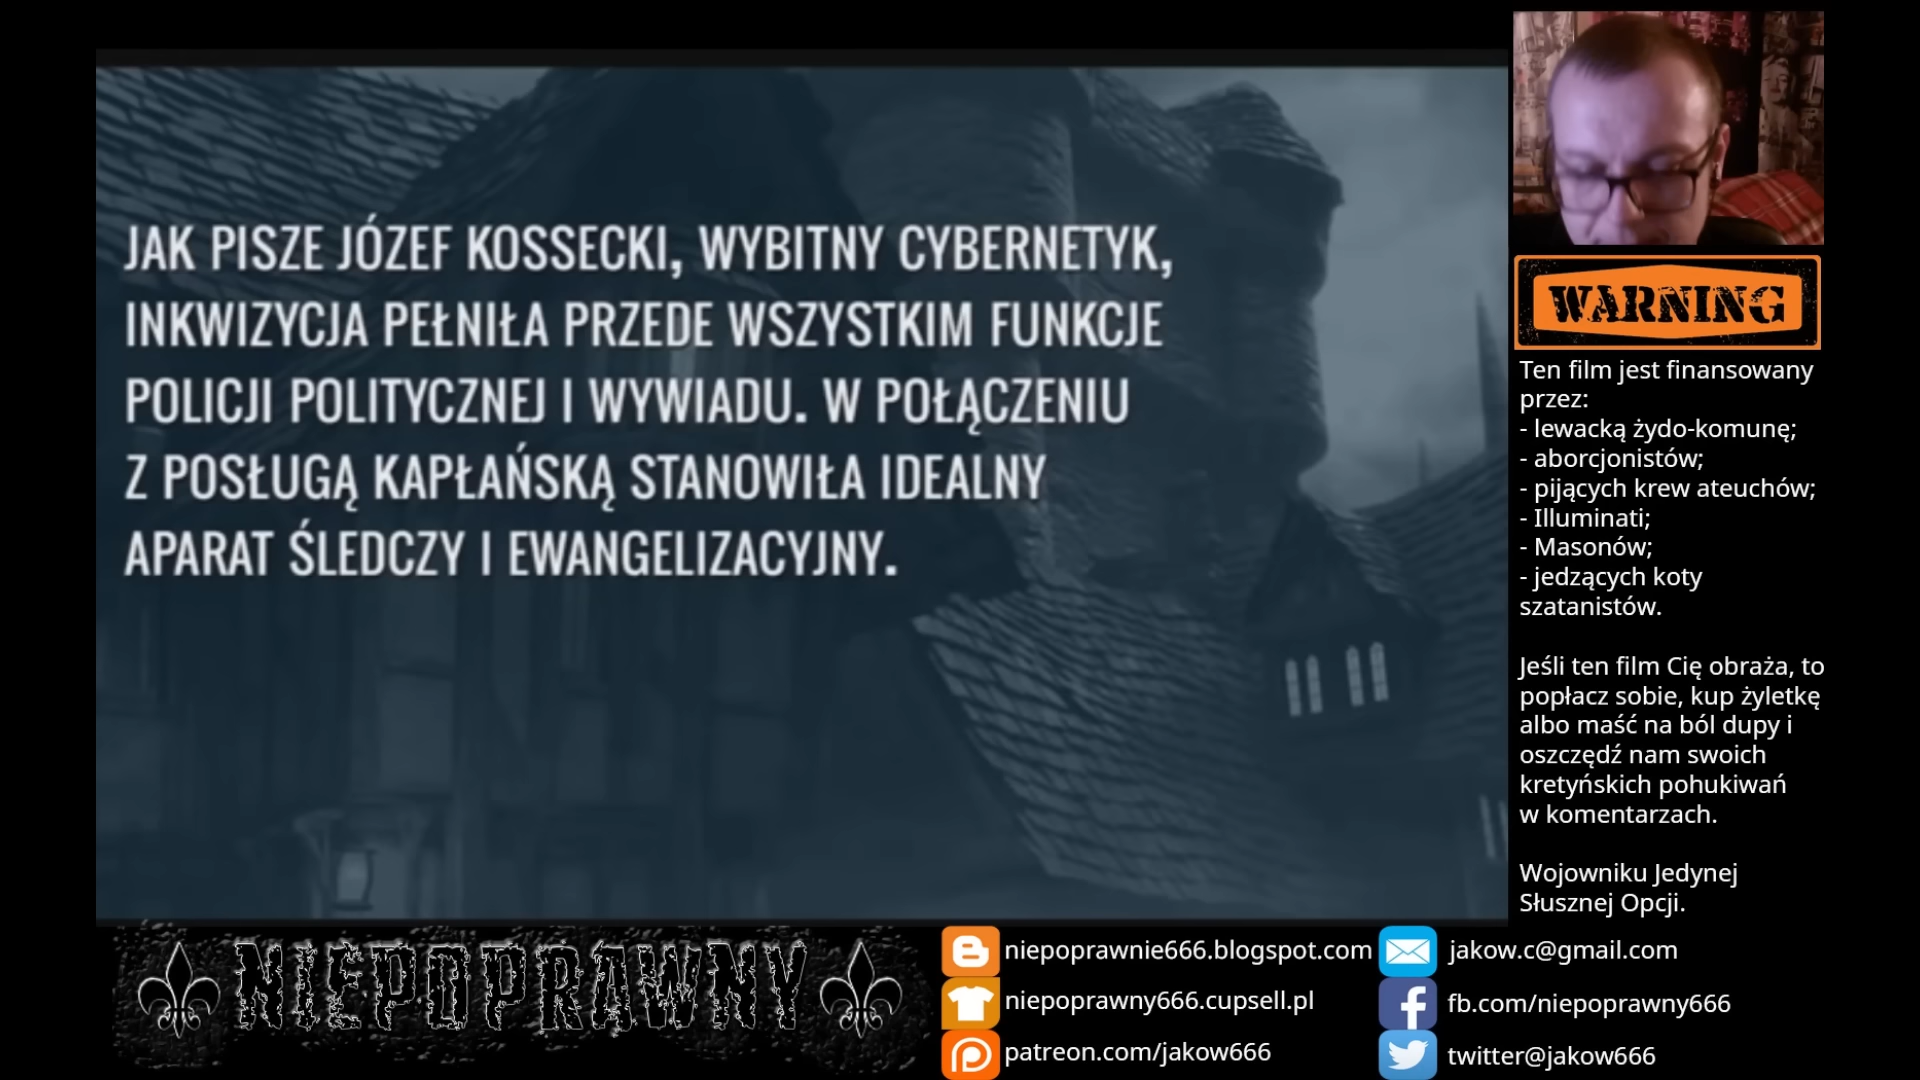 JAK PISZE JÓZEF KOSSECKI, WYBITNY CYBERNETYK,
INKWIZYCJA PEŁNIŁA PRZEDE WSZYSTKIM FUNKCJE
POLICJI POLITYCZNEJ I WYWIADU. W POŁĄCZENIU
Z POSŁUGĄ KAPŁAŃSKĄ STANOWIŁA IDEALNY
APARAT ŚLEDCZY I EWANGELIZACYJNY.
WARNING
Ten film jest finansowany
przez:
- lewacką żydo-komunę;
- aborcjonistów;
- pijących krew ateuchów;
- Illuminati;
- Masonów;
- jedzących koty
szatanistów.
Jeśli ten film Cię obraża, to
popłacz sobie, kup żyletkę
albo maść na ból dupy i
oszczędź nam swoich
kretyńskich pohukiwań
w komentarzach.
Wojowniku Jedynej
Słusznej Opcji.
NIEPOPRAWNY
niepoprawnie666.blogspot.com
niepoprawny666.cupsell.pl
patreon.com/jakow666
jakow.c@gmail.com
fb.com/niepoprawny666
twitter@jakow666